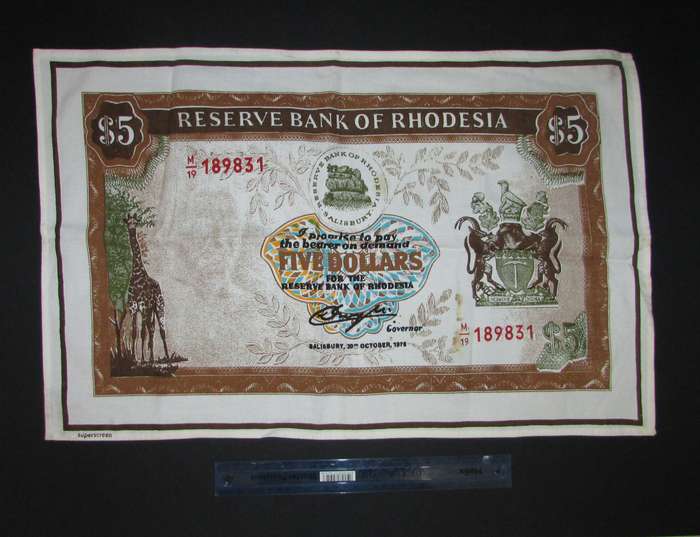 RESERVE BANK OF RHODESIA
$5
$5
M/19 189831
RESERVE BANK OF RHODESIA
SALISBURY
I promise to pay
the bearer on demand
FIVE DOLLARS
FOR THE
RESERVE BANK OF RHODESIA
Governor
SALISBURY, 20TH OCTOBER, 1978
M/19 189831
$5
superscreen